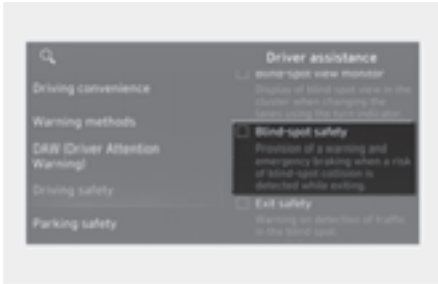 Driver assistance
Driving convenience
Warning methods
DAW (Driver Attention
Warning)
Driving safety
Parking safety
Blind-spot view monitor
Display of blind spot view in the
cluster when changing the
lanes using the turn indicator.
Blind-spot safety
Provision of a warning and
emergency braking when a risk
of blind-spot collision is
detected while exiting.
Exit safety
Warning on detection of traffic
in the blind spot